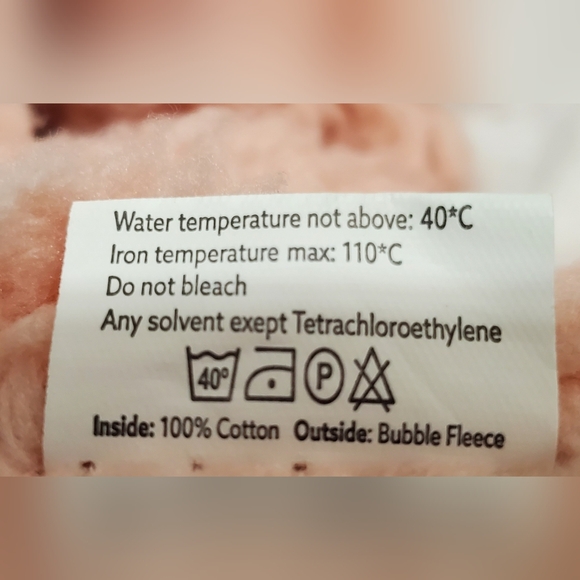 Water temperature not above: 40*C
Iron temperature max: 110*C
Do not bleach
Any solvent exept Tetrachloroethylene
40° P
Inside: 100% Cotton Outside: Bubble Fleece